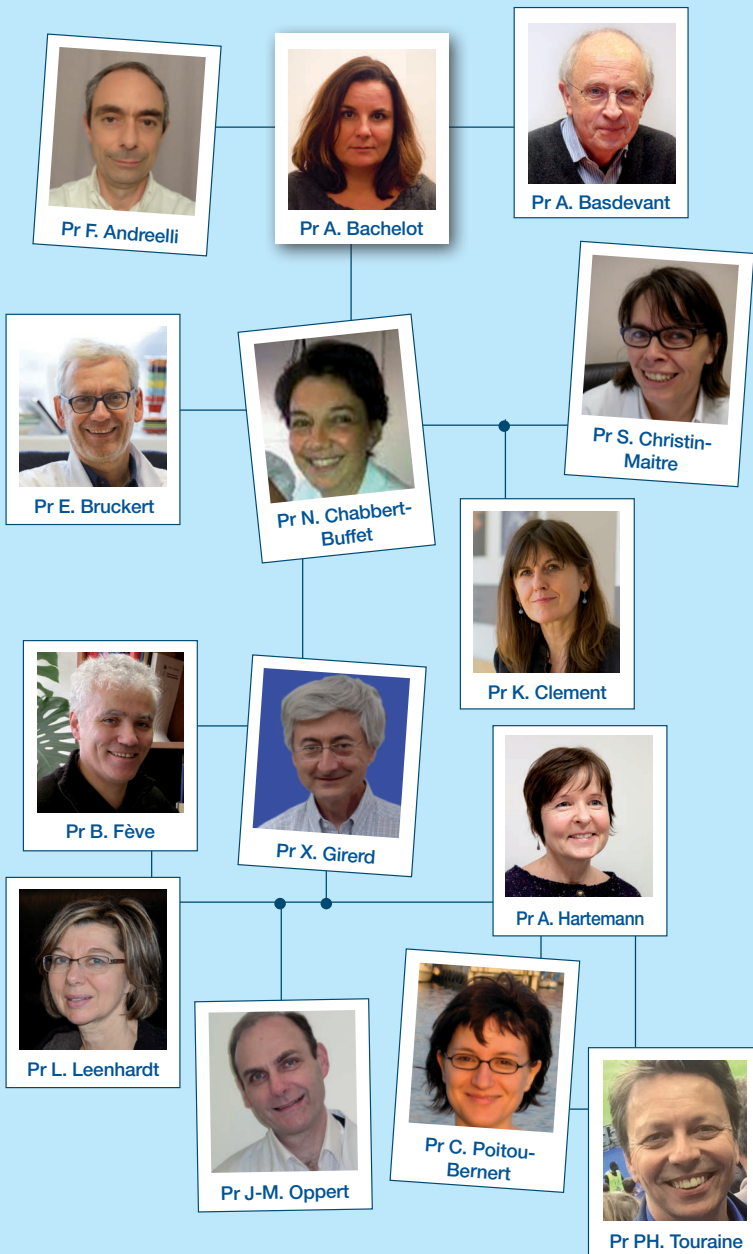 Pr F. Andreelli
Pr A. Bachelot
Pr A. Basdevant
Pr E. Bruckert
Pr N. Chabbert-
Buffet
Pr S. Christin-
Maitre
Pr K. Clement
Pr B. Fève
Pr X. Girerd
Pr A. Hartemann
Pr L. Leenhardt
Pr J-M. Oppert
Pr C. Poitou-
Bernert
Pr PH. Touraine